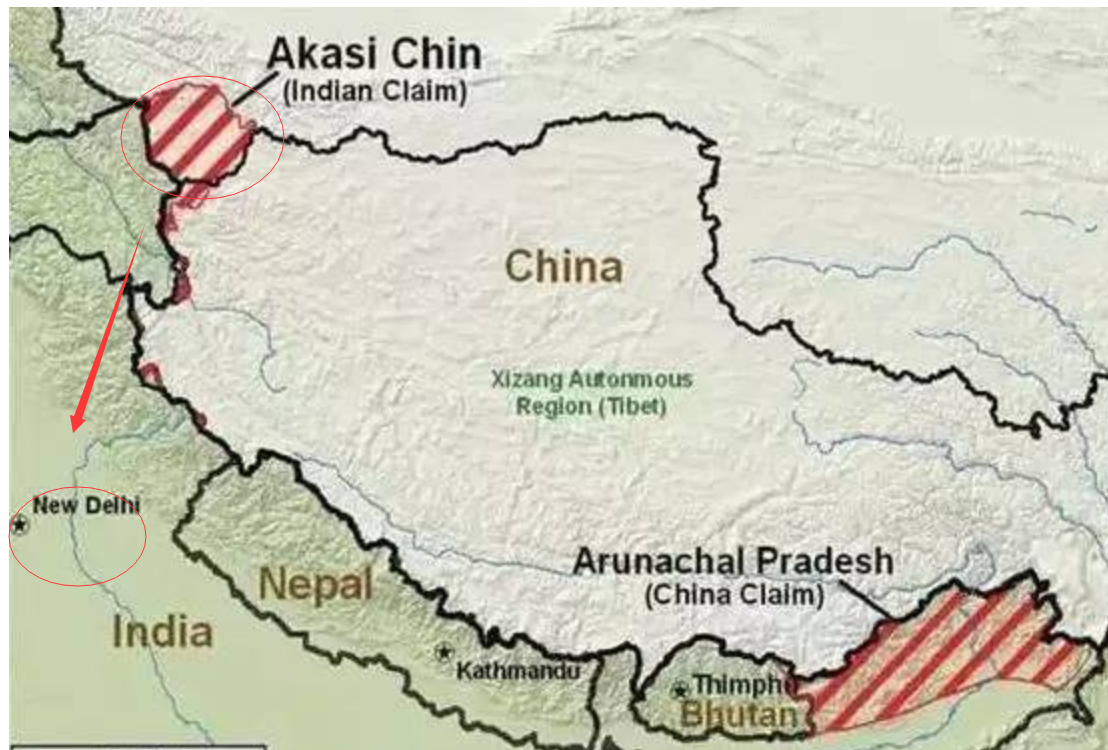 Akasi Chin
(Indian Claim)
China
Xizang Autonmous
Region (Tibet)
New Delhi
Arunachal Pradesh
(China Claim)
Nepal
India
Kathmandu
Thimphu
Bhutan